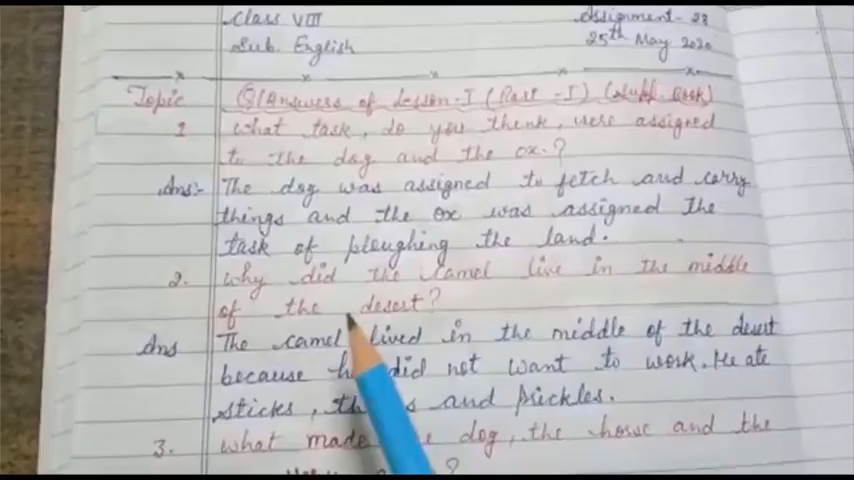 Class VIII
Assignment - 28
Sub. English
25th May 2020
Topic Q/Answers of Lesson-I (Part-I) (Suppl. Book)
1 What task, do you think, were assigned
to the dog and the ox.?
Ans:- The dog was assigned to fetch and carry
things and the ox was assigned the
task of ploughing the land.
2. Why did the camel live in the middle
of the desert?
Ans The camel lived in the middle of the desert
because did not want to work. He ate
sticks, and prickles.
3. What made dog, the horse and the
?